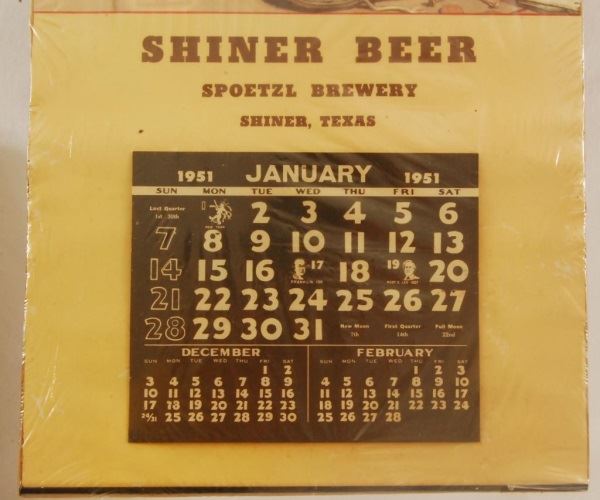 SHINER BEER
SPOETZL BREWERY
SHINER, TEXAS
1951 JANUARY 1951
SUN MON TUE WED THU FRI SAT
Last Quarter
1st-30th 1 2 3 4 5 6
NEW YEAR
7 8 9 10 11 12 13
14 15 16 17 18 19 20
FRANKLIN 1706 ROBT. E. LEE 1807
21 22 23 24 25 26 27
28 29 30 31 New Moon First Quarter Full Moon
7th 14th 22nd
DECEMBER
SUN MON TUE WED THU FRI SAT
1 2
3 4 5 6 7 8 9
10 11 12 13 14 15 16
17 18 19 20 21 22 23
24/31 25 26 27 28 29 30
FEBRUARY
SUN MON TUE WED THU FRI SAT
1 2 3
4 5 6 7 8 9 10
11 12 13 14 15 16 17
18 19 20 21 22 23 24
25 26 27 28